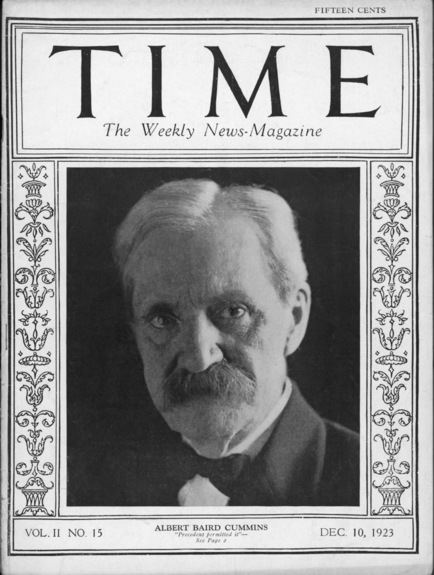 FIFTEEN CENTS
TIME
The Weekly News-Magazine
VOL. II NO. 15
ALBERT BAIRD CUMMINS
"Precedent permitted it"—
See Page
DEC. 10, 1923